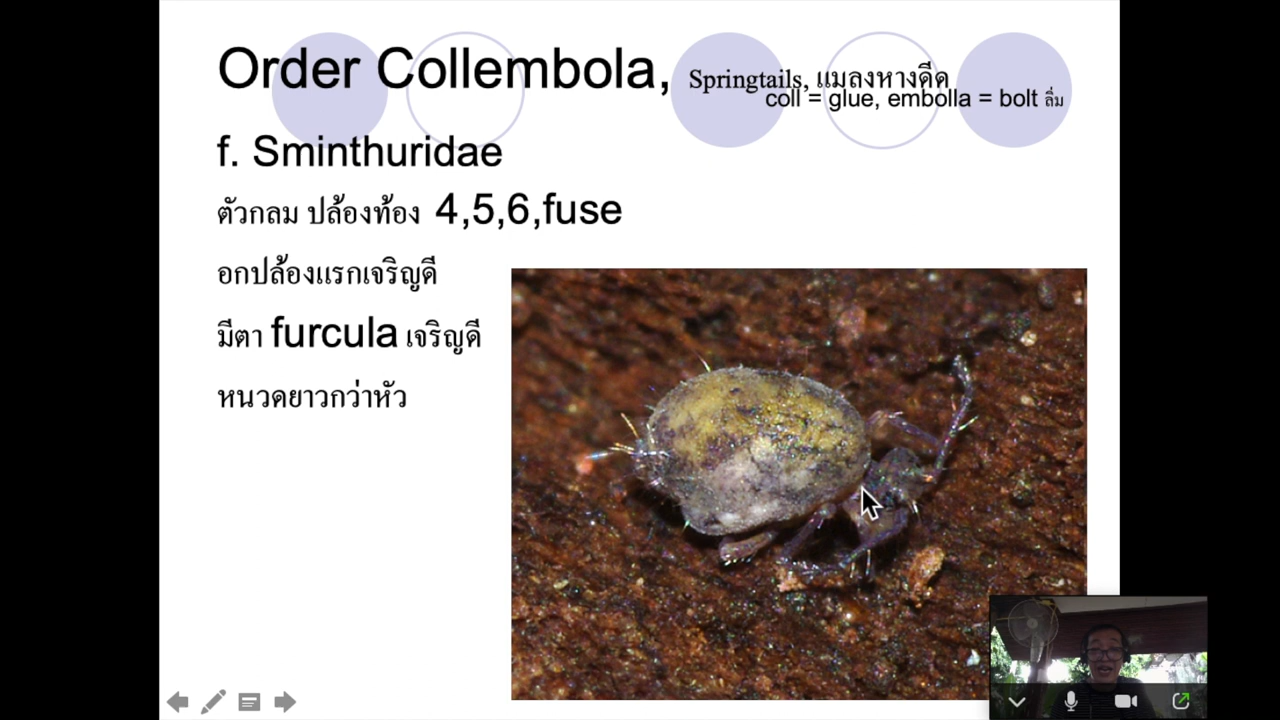 Order Collembola, Springtails, แมลงหางดีด
coll = glue, embolla = bolt ลิ่ม
f. Sminthuridae
ตัวกลม ปล้องท้อง 4,5,6,fuse
อกปล้องแรกเจริญดี
มีตา furcula เจริญดี
หนวดยาวกว่าหัว